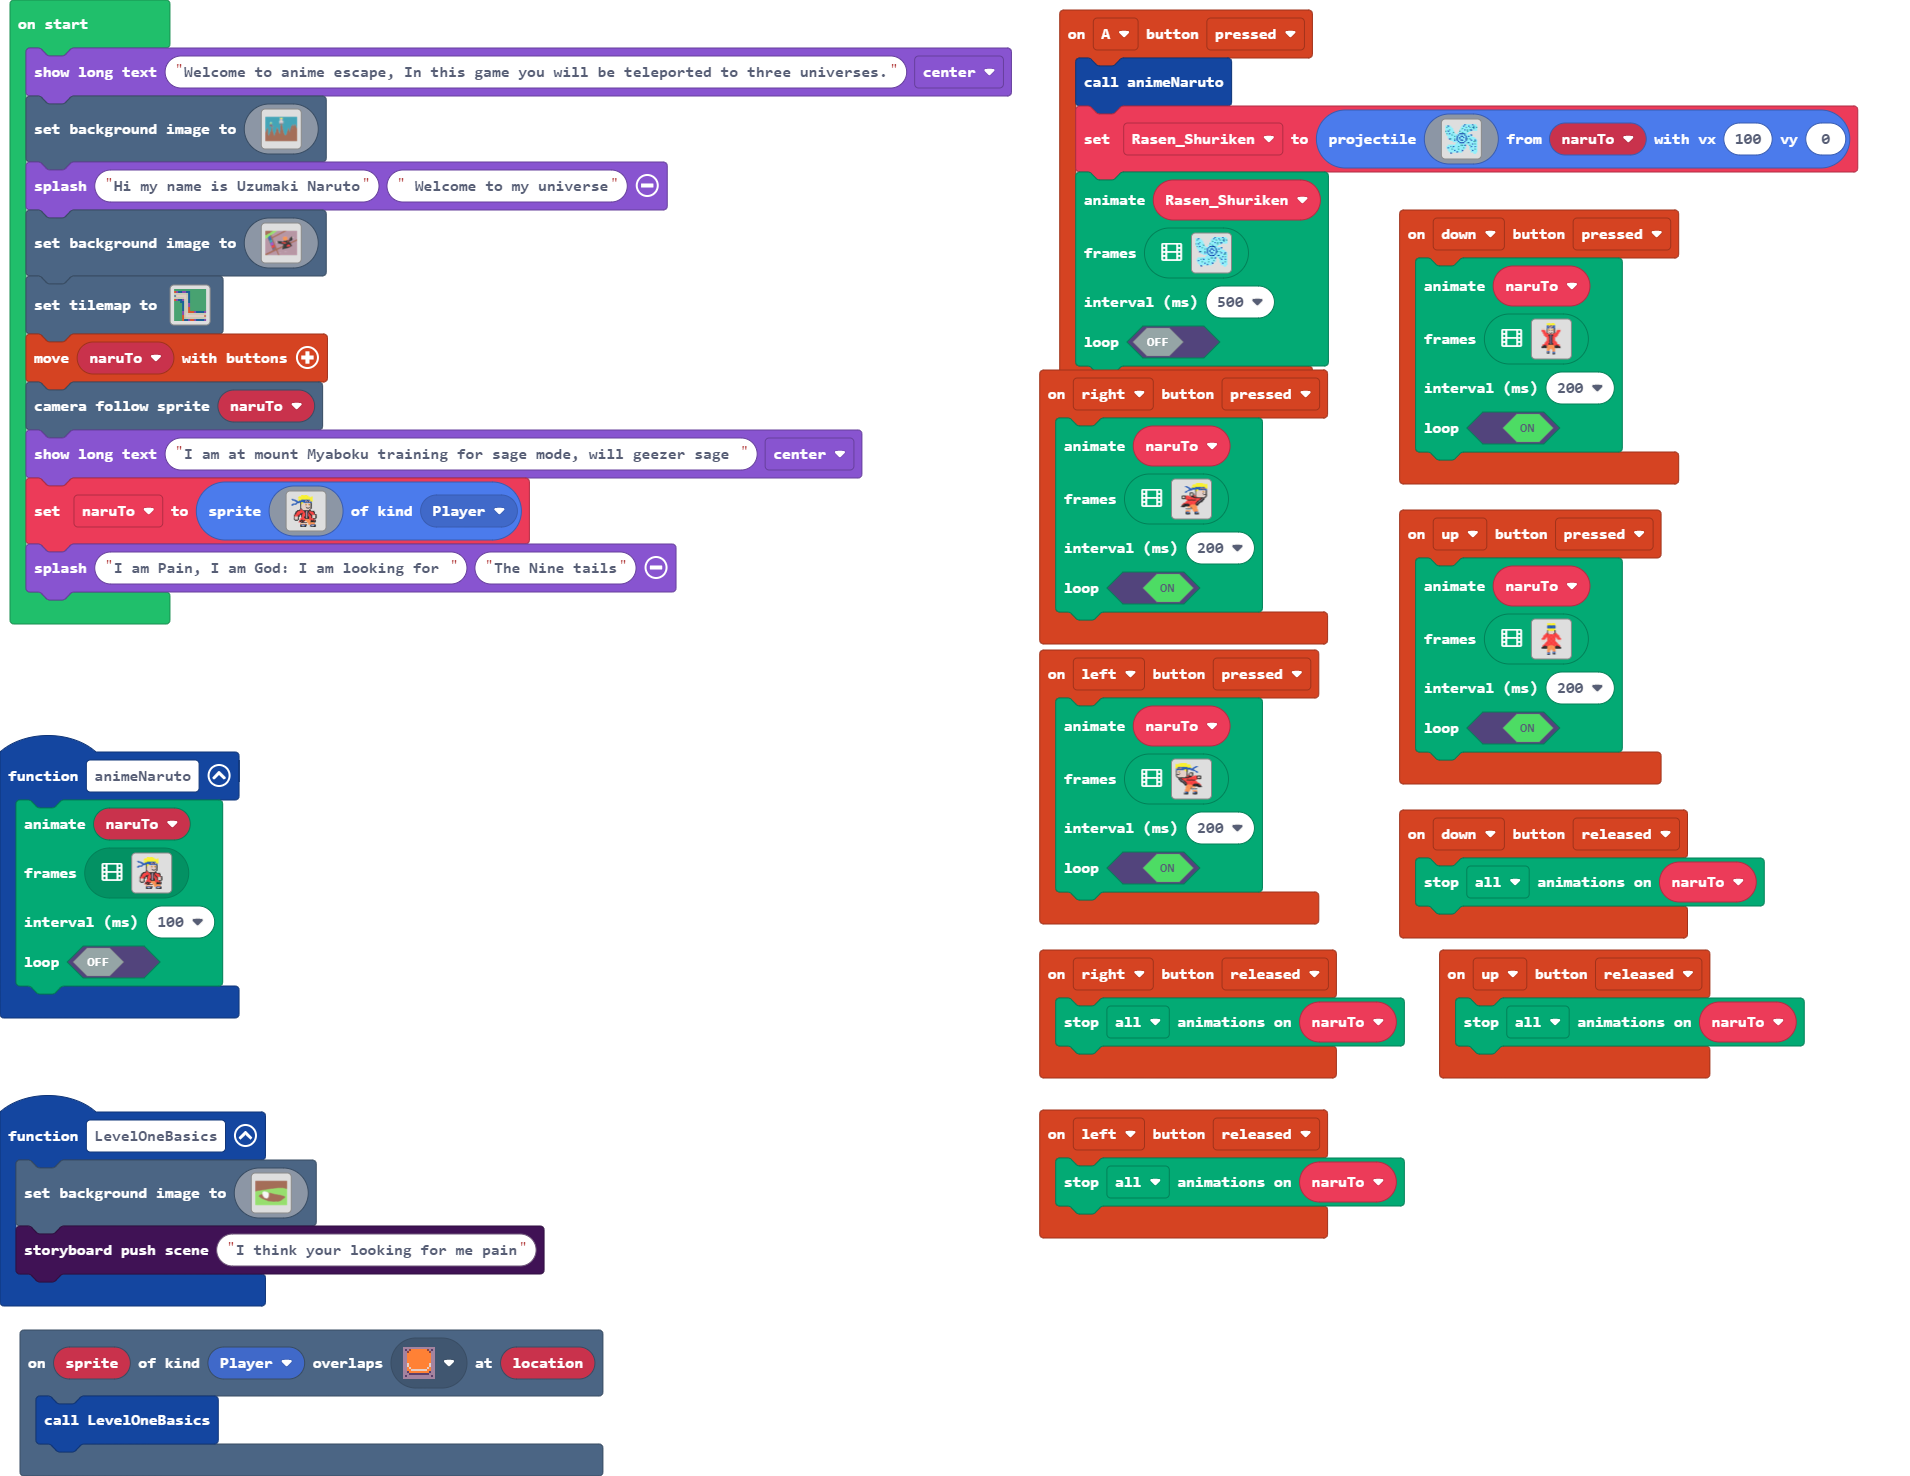 on start
show long text "Welcome to anime escape, In this game you will be teleported to three universes." center
set background image to
splash "Hi my name is Uzumaki Naruto" " Welcome to my universe"
set background image to
set tilemap to
move naruTo with buttons
camera follow sprite naruTo
show long text "I am at mount Myaboku training for sage mode, will geezer sage " center
set naruTo to sprite of kind Player
splash "I am Pain, I am God: I am looking for " "The Nine tails"
function animeNaruto
animate naruTo
frames
interval (ms) 100
loop OFF
function LevelOneBasics
set background image to
storyboard push scene "I think your looking for me pain"
on sprite of kind Player overlaps at location
call LevelOneBasics
on A button pressed
call animeNaruto
set Rasen_Shuriken to projectile from naruTo with vx 100 vy 0
animate Rasen_Shuriken
frames
interval (ms) 500
loop OFF
on right button pressed
animate naruTo
frames
interval (ms) 200
loop ON
on left button pressed
animate naruTo
frames
interval (ms) 200
loop ON
on right button released
stop all animations on naruTo
on left button released
stop all animations on naruTo
on down button pressed
animate naruTo
frames
interval (ms) 200
loop ON
on up button pressed
animate naruTo
frames
interval (ms) 200
loop ON
on down button released
stop all animations on naruTo
on up button released
stop all animations on naruTo